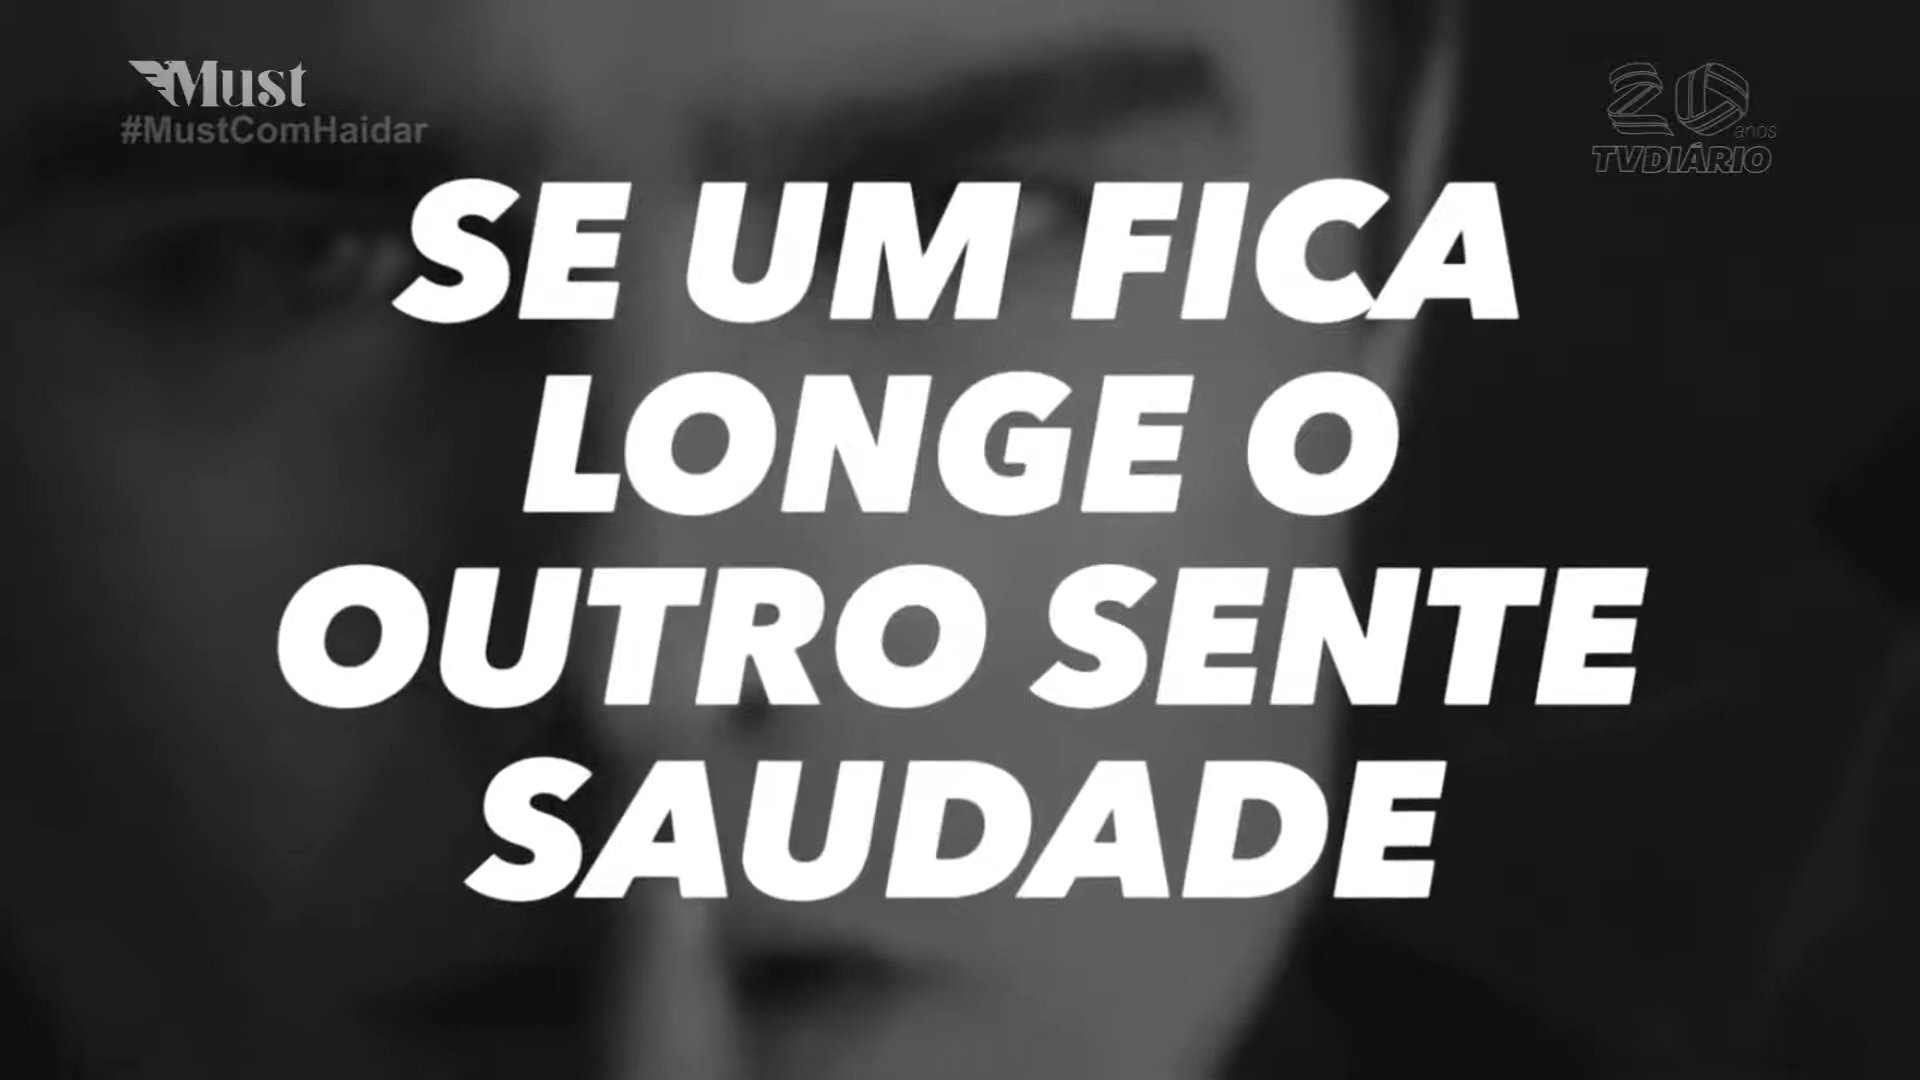 Must
#MustComHaidar
20
anos
TVDIÁRIO
SE UM FICA
LONGE O
OUTRO SENTE
SAUDADE